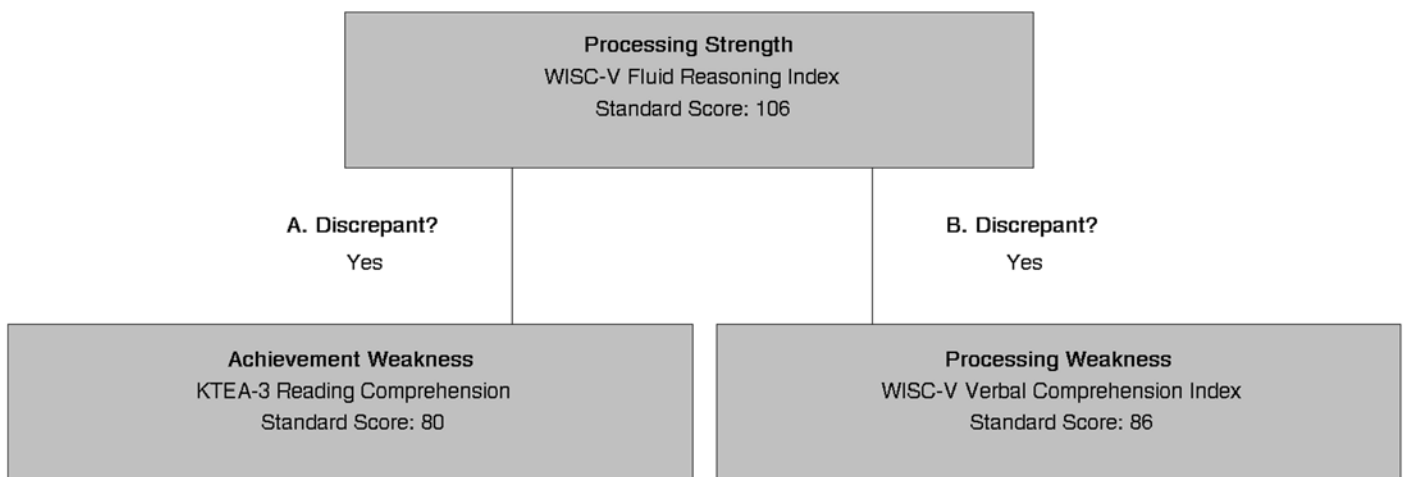 Processing Strength
WISC-V Fluid Reasoning Index
Standard Score: 106
A. Discrepant?
Yes
B. Discrepant?
Yes
Achievement Weakness
KTEA-3 Reading Comprehension
Standard Score: 80
Processing Weakness
WISC-V Verbal Comprehension Index
Standard Score: 86